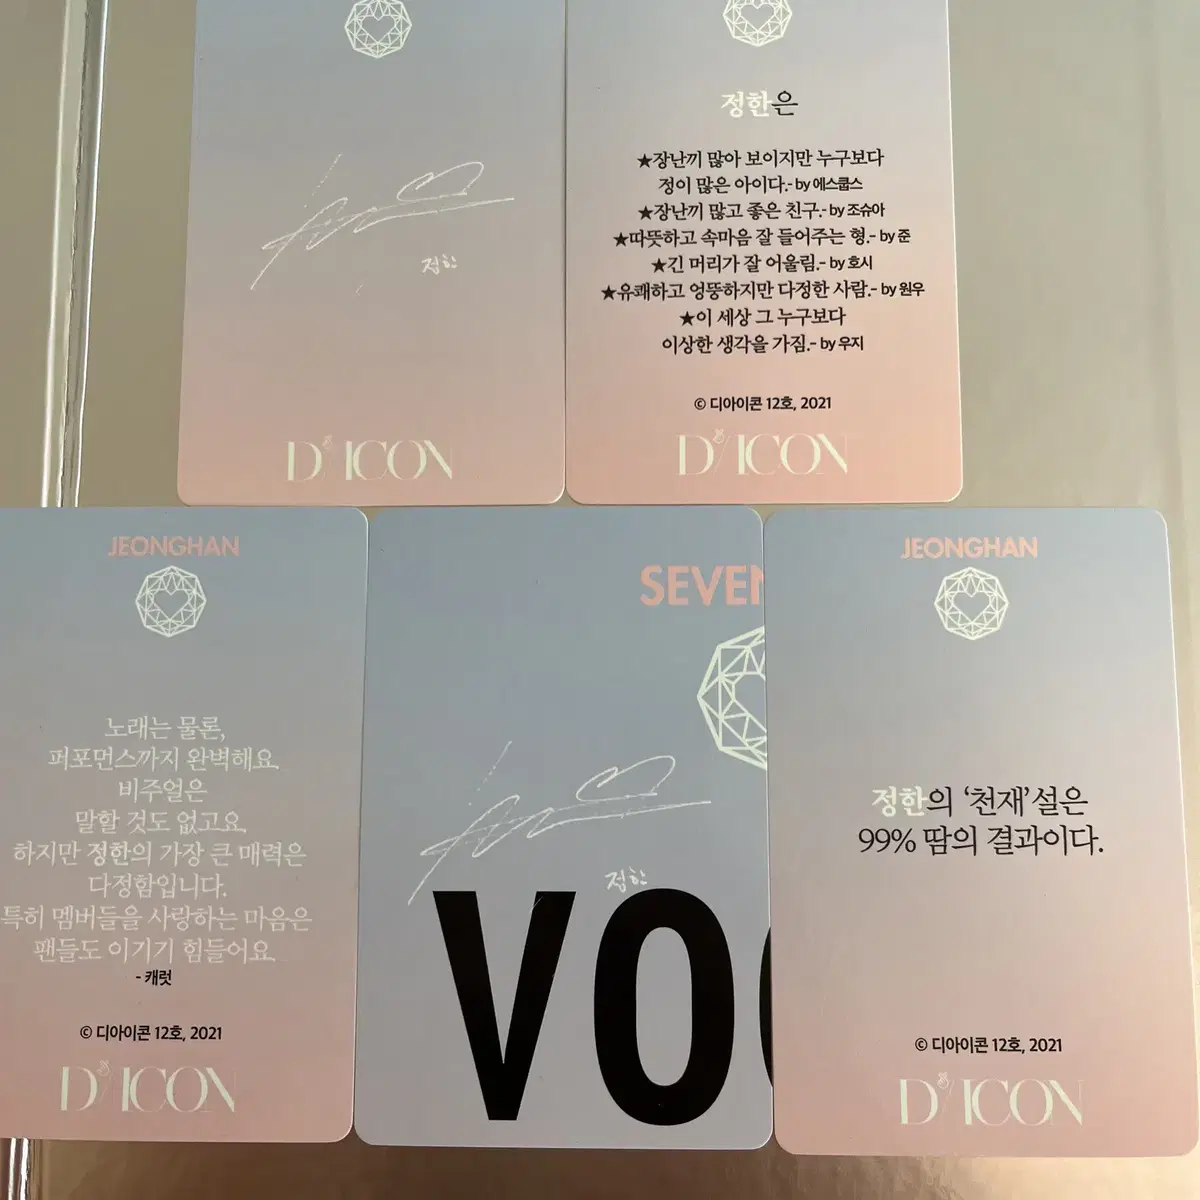 정한
D'ICON
정한은
★장난끼 많아 보이지만 누구보다
정이 많은 아이다.- by 에스쿱스
★장난끼 많고 좋은 친구.- by 조슈아
★따뜻하고 속마음 잘 들어주는 형.- by 준
★긴 머리가 잘 어울림.- by 호시
★유쾌하고 엉뚱하지만 다정한 사람.- by 원우
★이 세상 그 누구보다
이상한 생각을 가짐.- by 우지
© 디아이콘 12호, 2021
D'ICON
JEONGHAN
노래는 물론,
퍼포먼스까지 완벽해요.
비주얼은
말할 것도 없고요.
하지만 정한의 가장 큰 매력은
다정함입니다.
특히 멤버들을 사랑하는 마음은
팬들도 이기기 힘들어요.
- 캐럿
© 디아이콘 12호, 2021
D'ICON
SEVEN
정한
VO
JEONGHAN
정한의 ‘천재’설은
99% 땀의 결과이다.
© 디아이콘 12호, 2021
D'ICON